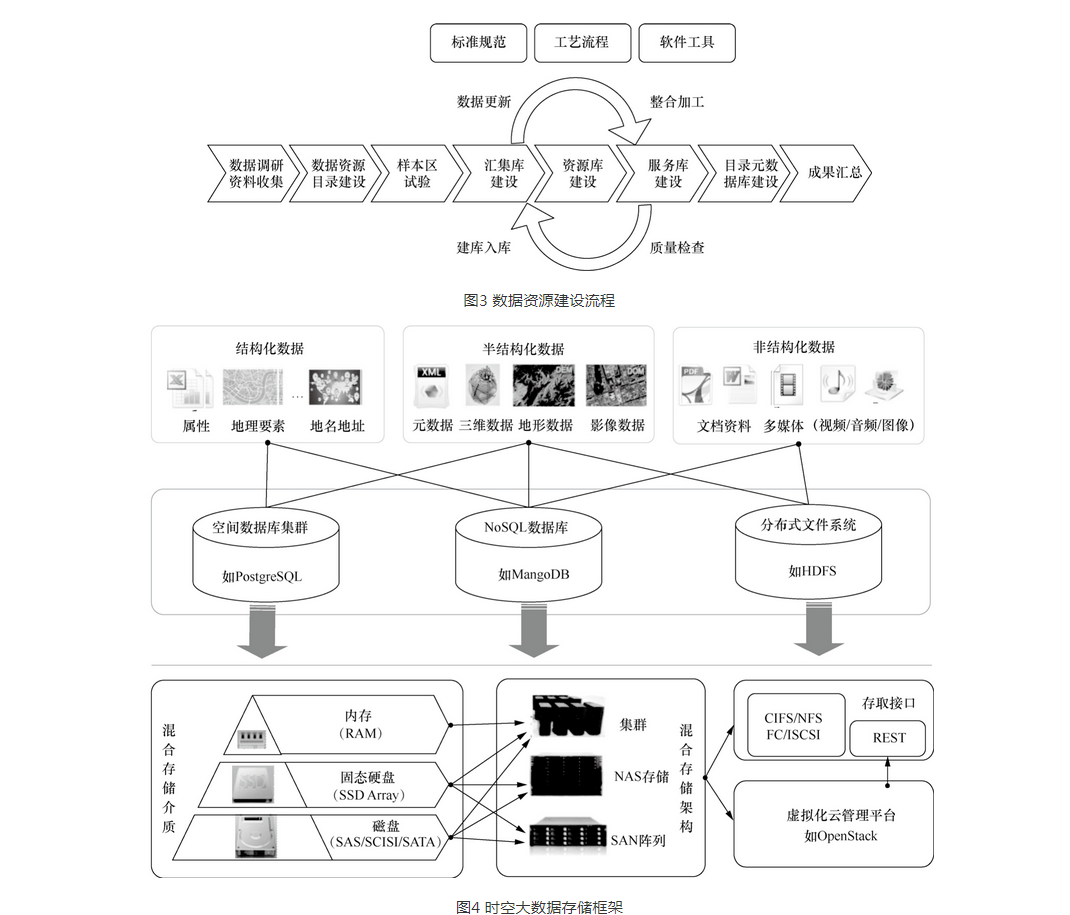 标准规范
工艺流程
软件工具
数据更新
整合加工
数据调研
资料收集
数据资源
目录建设
样本区
试验
汇集库
建设
资源库
建设
服务库
建设
目录元数
据库建设
成果汇总
建库入库
质量检查
图3 数据资源建设流程
结构化数据
属性
地理要素
...
地名地址
半结构化数据
XML
DEM
DOM
元数据
三维数据
地形数据
影像数据
非结构化数据
PDF
W
文档资料
多媒体
(视频/音频/图像)
空间数据库集群
如PostgreSQL
NoSQL数据库
如MangoDB
分布式文件系统
如HDFS
混合存储介质
内存
(RAM)
固态硬盘
(SSD Array)
磁盘
(SAS/SCISI/SATA)
集群
NAS存储
SAN阵列
混合存储架构
存取接口
CIFS/NFS
FC/ISCSI
REST
虚拟化云管理平台
如OpenStack
图4 时空大数据存储框架